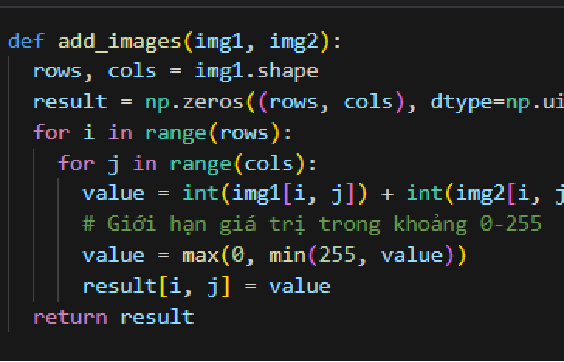 def add_images(img1, img2):
rows, cols = img1.shape
result = np.zeros((rows, cols), dtype=np.ui
for i in range(rows):
for j in range(cols):
value = int(img1[i, j]) + int(img2[i, j
# Giới hạn giá trị trong khoảng 0-255
value = max(0, min(255, value))
result[i, j] = value
return result